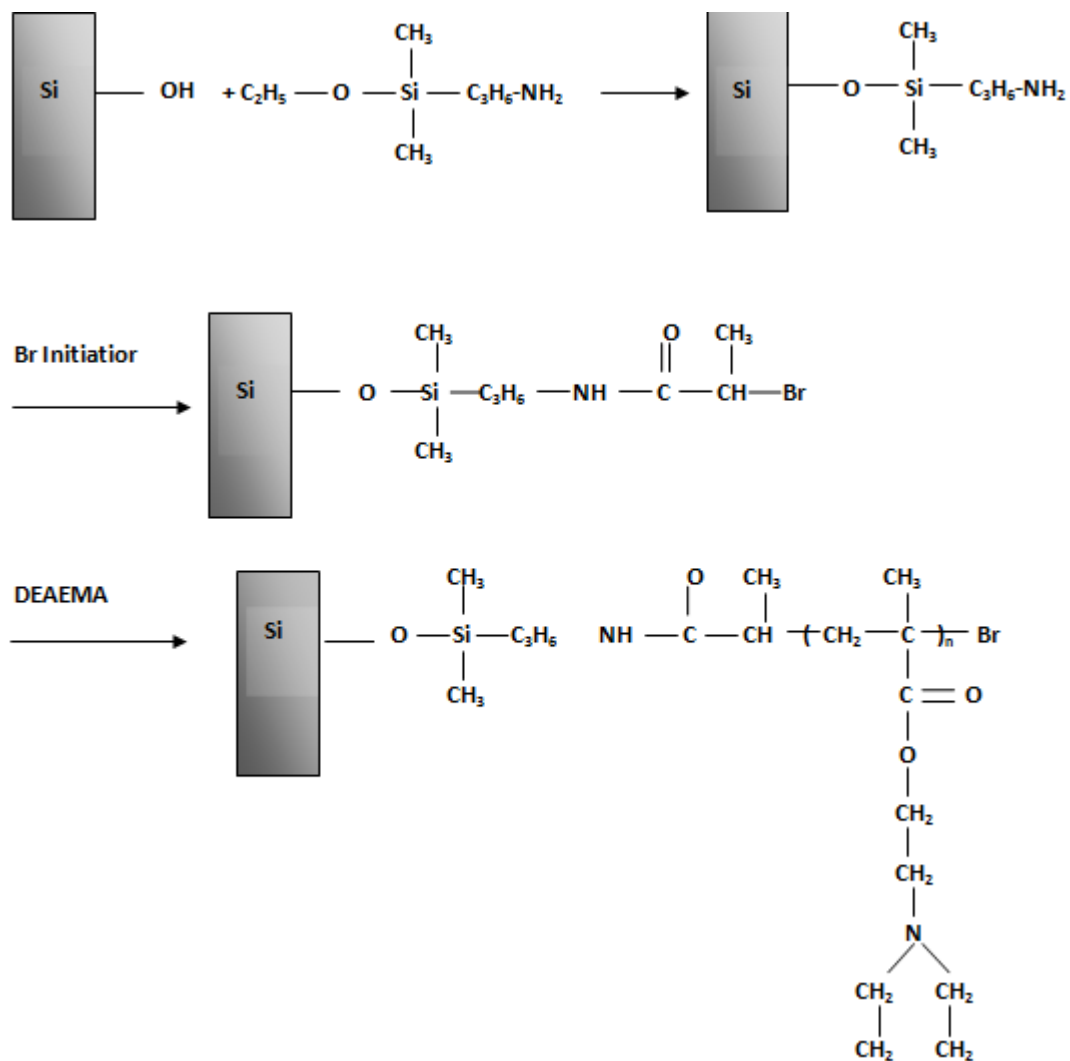 CH₃ CH₃
Si OH + C₂H₅ O Si C₃H₆-NH₂ Si O Si C₃H₆-NH₂
CH₃ CH₃
O CH₃
CH₃
Br Initiatior
Si O Si C₃H₆ NH C CH Br
CH₃
DEAEMA CH₃ O CH₃ CH₃
Si O Si C₃H₆ NH C CH ( CH₂ C )n Br
CH₃ C O
O
CH₂
CH₂
N
CH₂ CH₂
CH₂ CH₂